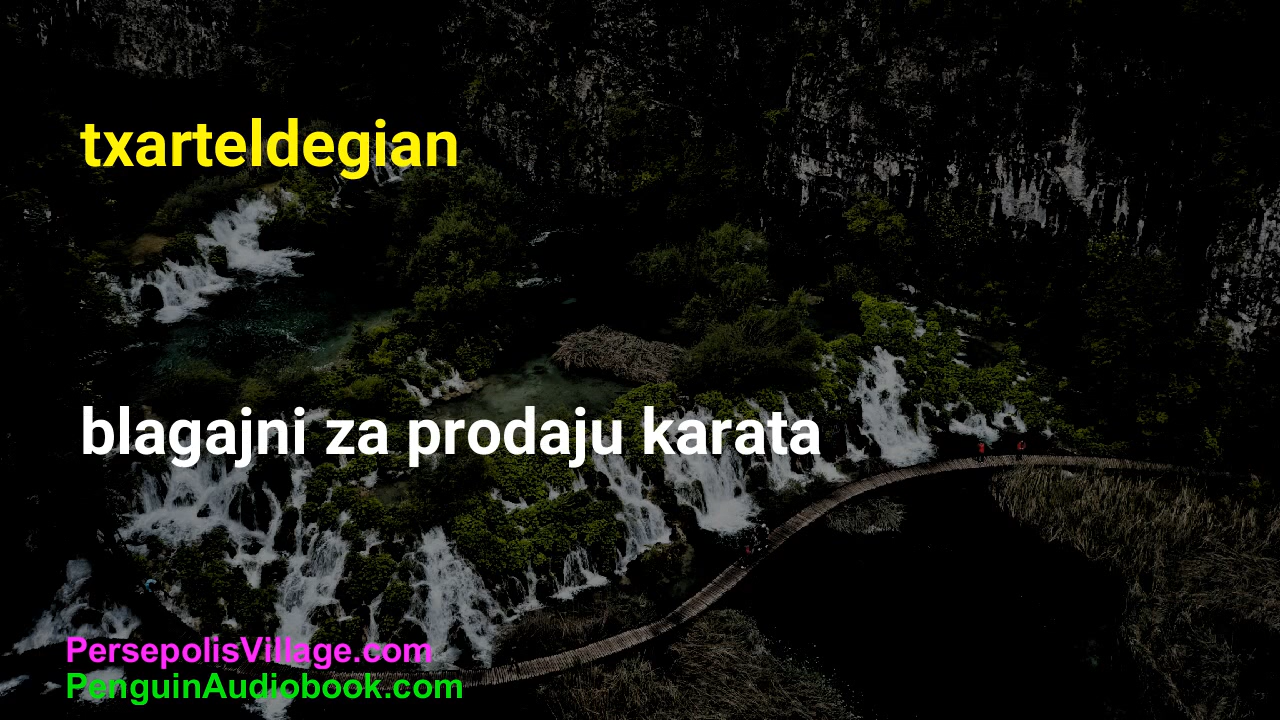 txarteldegian
blagajni za prodaju karata
PersepolisVillage.com
PenguinAudiobook.com